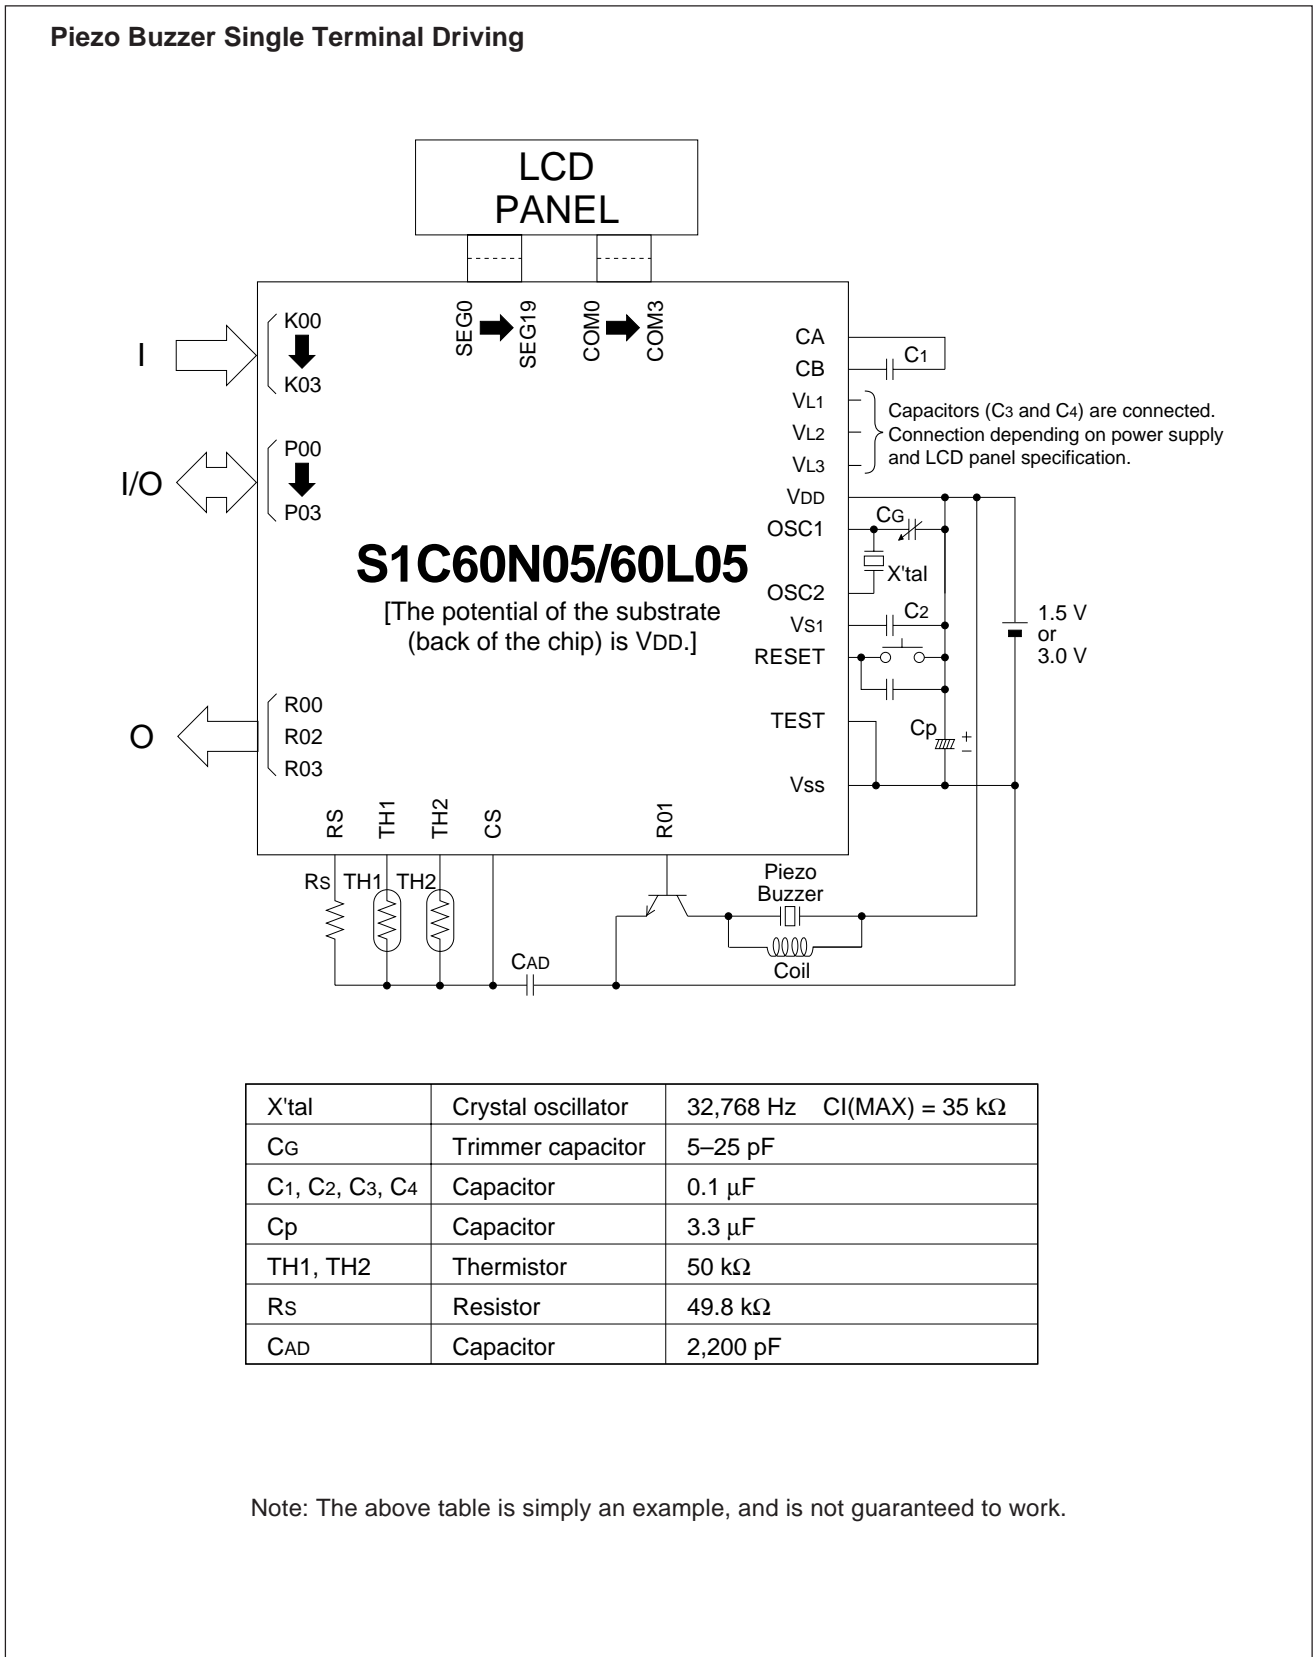 Piezo Buzzer Single Terminal Driving
LCD
PANEL
SEG0
SEG19
COM0
COM3
I
K00
K03
I/O
P00
P03
O
R00
R02
R03
S1C60N05/60L05
[The potential of the substrate
(back of the chip) is VDD.]
CA
CB
C1
VL1
VL2
VL3
Capacitors (C3 and C4) are connected.
Connection depending on power supply
and LCD panel specification.
VDD
OSC1
CG
X'tal
OSC2
VS1
C2
RESET
TEST
Cp
+
–
Vss
1.5 V
or
3.0 V
RS
TH1
TH2
CS
R01
Rs
TH1
TH2
CAD
Piezo
Buzzer
Coil
X'tal Crystal oscillator 32,768 Hz CI(MAX) = 35 kΩ
CG Trimmer capacitor 5–25 pF
C1, C2, C3, C4 Capacitor 0.1 µF
Cp Capacitor 3.3 µF
TH1, TH2 Thermistor 50 kΩ
Rs Resistor 49.8 kΩ
CAD Capacitor 2,200 pF
Note: The above table is simply an example, and is not guaranteed to work.